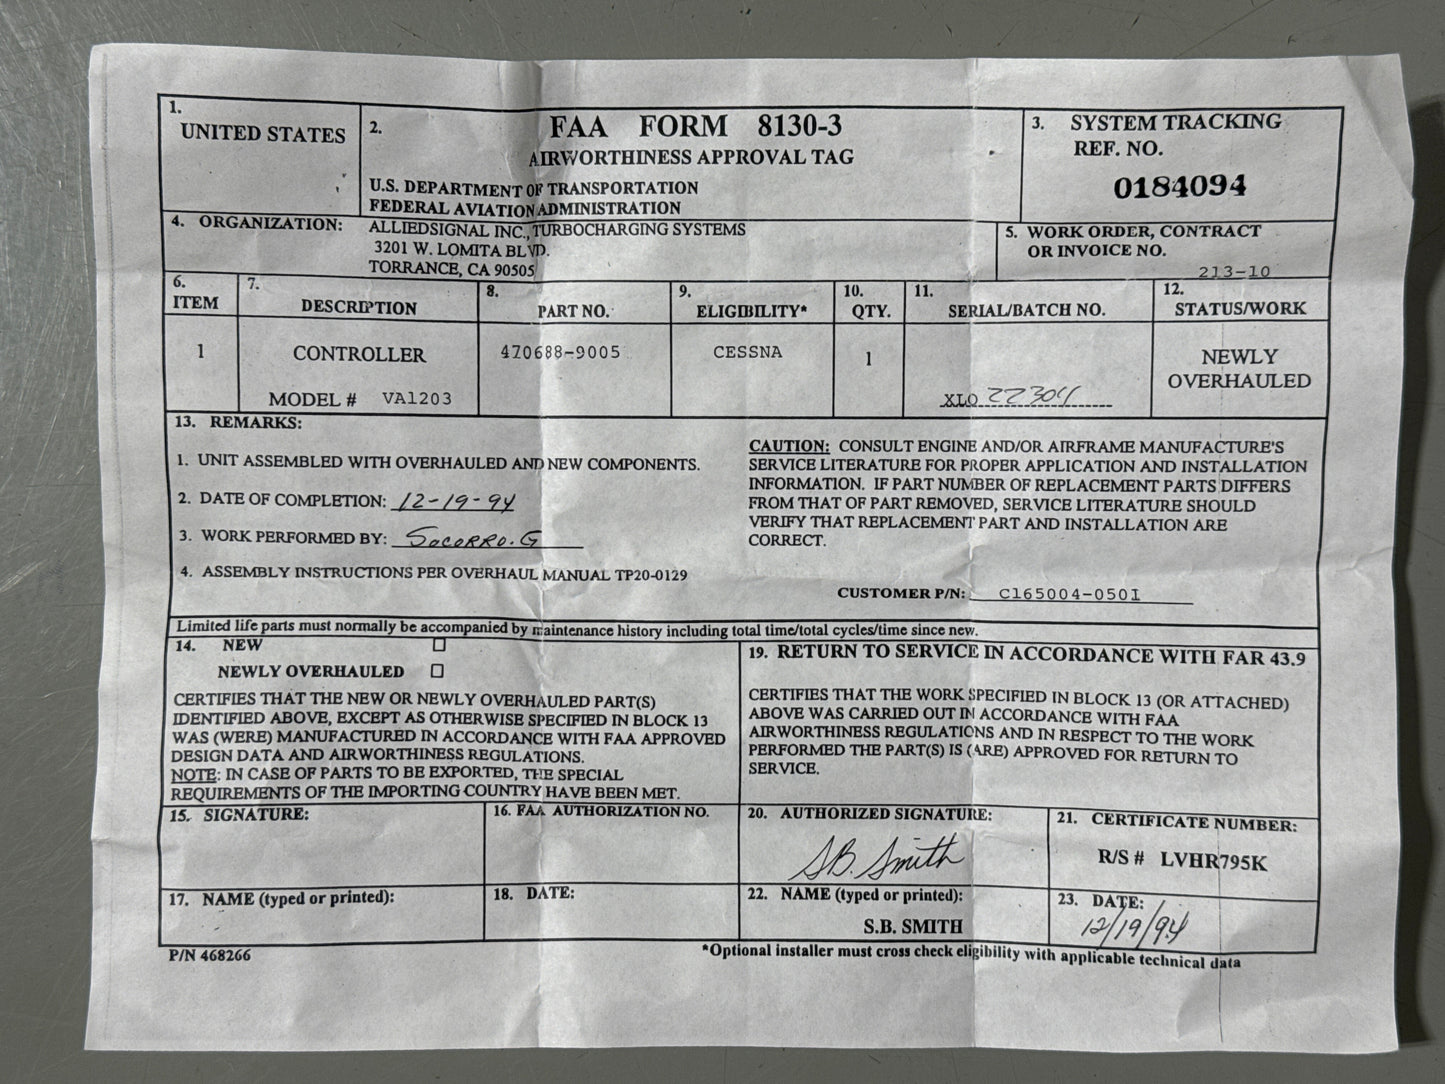 1.
UNITED STATES
2.
FAA FORM 8130-3
AIRWORTHINESS APPROVAL TAG
U.S. DEPARTMENT OF TRANSPORTATION
FEDERAL AVIATION ADMINISTRATION
3. SYSTEM TRACKING
REF. NO.
0184094
4. ORGANIZATION:
ALLIEDSIGNAL INC., TURBOCHARGING SYSTEMS
3201 W. LOMITA BLVD.
TORRANCE, CA 90505
5. WORK ORDER, CONTRACT
OR INVOICE NO.
213-10
6.
ITEM
7.
DESCRIPTION
8.
PART NO.
9.
ELIGIBILITY*
10.
QTY.
11.
SERIAL/BATCH NO.
12.
STATUS/WORK
1
CONTROLLER
MODEL # VA1203
470688-9005
CESSNA
1
XLO 22304
NEWLY
OVERHAULED
13. REMARKS:
1. UNIT ASSEMBLED WITH OVERHAULED AND NEW COMPONENTS.
2. DATE OF COMPLETION: 12-19-94
3. WORK PERFORMED BY: SOCORRO.G
4. ASSEMBLY INSTRUCTIONS PER OVERHAUL MANUAL TP20-0129
CAUTION: CONSULT ENGINE AND/OR AIRFRAME MANUFACTURE'S
SERVICE LITERATURE FOR PROPER APPLICATION AND INSTALLATION
INFORMATION. IF PART NUMBER OF REPLACEMENT PARTS DIFFERS
FROM THAT OF PART REMOVED, SERVICE LITERATURE SHOULD
VERIFY THAT REPLACEMENT PART AND INSTALLATION ARE
CORRECT.
CUSTOMER P/N: C165004-0501
Limited life parts must normally be accompanied by maintenance history including total time/total cycles/time since new.
14. NEW ☐
NEWLY OVERHAULED ☐
CERTIFIES THAT THE NEW OR NEWLY OVERHAULED PART(S)
IDENTIFIED ABOVE, EXCEPT AS OTHERWISE SPECIFIED IN BLOCK 13
WAS (WERE) MANUFACTURED IN ACCORDANCE WITH FAA APPROVED
DESIGN DATA AND AIRWORTHINESS REGULATIONS.
NOTE: IN CASE OF PARTS TO BE EXPORTED, THE SPECIAL
REQUIREMENTS OF THE IMPORTING COUNTRY HAVE BEEN MET.
19. RETURN TO SERVICE IN ACCORDANCE WITH FAR 43.9
CERTIFIES THAT THE WORK SPECIFIED IN BLOCK 13 (OR ATTACHED)
ABOVE WAS CARRIED OUT IN ACCORDANCE WITH FAA
AIRWORTHINESS REGULATIONS AND IN RESPECT TO THE WORK
PERFORMED THE PART(S) IS (ARE) APPROVED FOR RETURN TO
SERVICE.
15. SIGNATURE:
16. FAA AUTHORIZATION NO.
20. AUTHORIZED SIGNATURE:
S.B. Smith
21. CERTIFICATE NUMBER:
R/S # LVHR795K
17. NAME (typed or printed):
18. DATE:
22. NAME (typed or printed):
S.B. SMITH
23. DATE:
12/19/94
P/N 468266
*Optional installer must cross check eligibility with applicable technical data